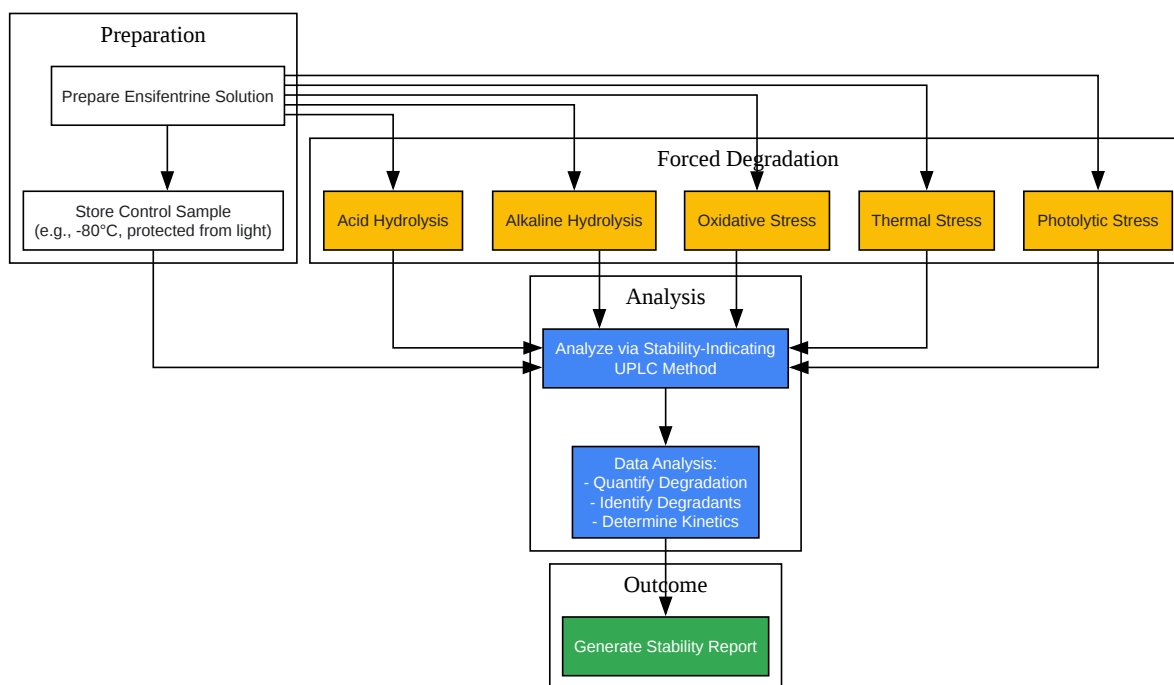 Preparation
Prepare Ensifentrine Solution
Store Control Sample
(e.g., -80°C, protected from light)
Forced Degradation
Acid Hydrolysis
Alkaline Hydrolysis
Oxidative Stress
Thermal Stress
Photolytic Stress
Analysis
Analyze via Stability-Indicating
UPLC Method
Data Analysis:
- Quantify Degradation
- Identify Degradants
- Determine Kinetics
Outcome
Generate Stability Report